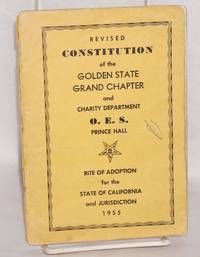 REVISED
CONSTITUTION
of the
GOLDEN STATE
GRAND CHAPTER
and
CHARITY DEPARTMENT
O. E. S.
PRINCE HALL
RITE OF ADOPTION
for the
STATE OF CALIFORNIA
and JURISDICTION
1955